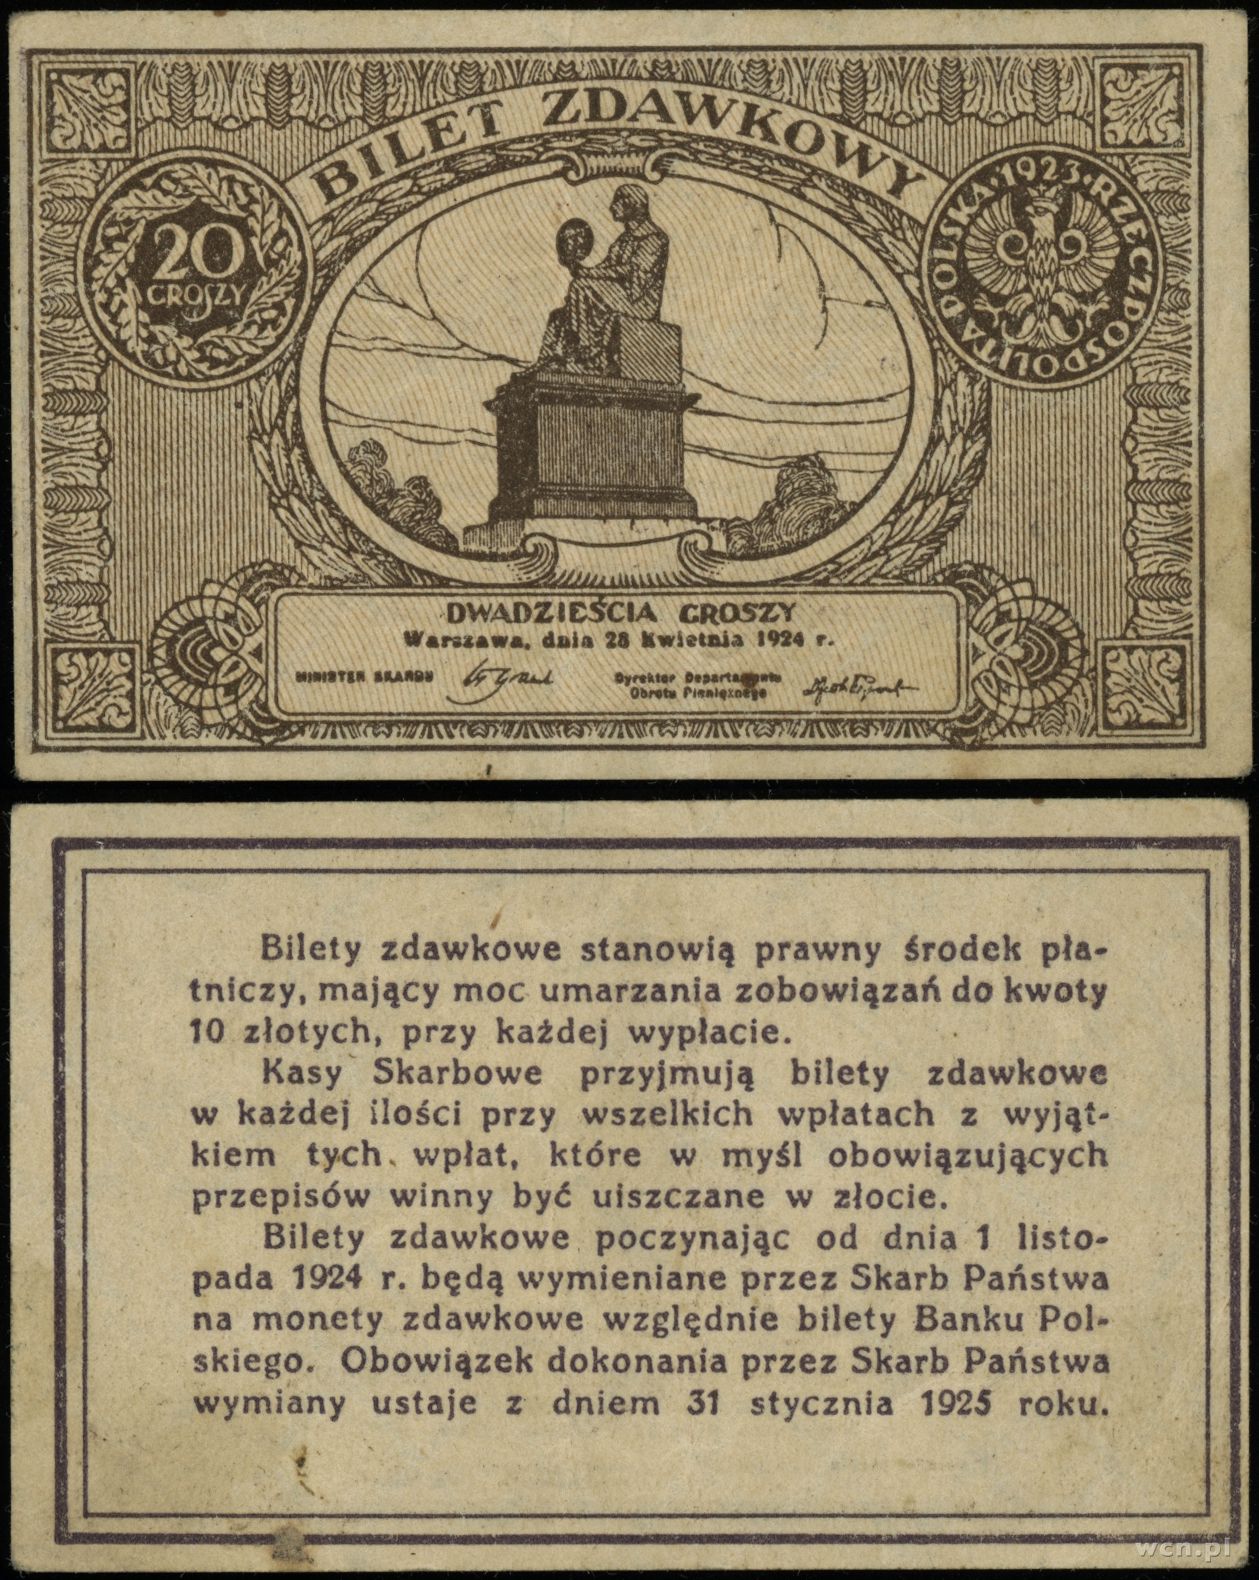 BILET ZDAWKOWY
20
GROSZY
1923 · RZECZPOSPOLITA POLSKA ·
DWADZIEŚCIA GROSZY
Warszawa, dnia 28 Kwietnia 1924 r.
MINISTER SKARBU
Dyrektor Departamentu
Obrotu Pieniężnego
Bilety zdawkowe stanowią prawny środek pła-
tniczy, mający moc umarzania zobowiązań do kwoty
10 złotych, przy każdej wypłacie.
Kasy Skarbowe przyjmują bilety zdawkowe
w każdej ilości przy wszelkich wpłatach z wyjąt-
kiem tych wpłat, które w myśl obowiązujących
przepisów winny być uiszczane w złocie.
Bilety zdawkowe poczynając od dnia 1 listo-
pada 1924 r. będą wymieniane przez Skarb Państwa
na monety zdawkowe względnie bilety Banku Pol-
skiego. Obowiązek dokonania przez Skarb Państwa
wymiany ustaje z dniem 31 stycznia 1925 roku.
wcn.pl